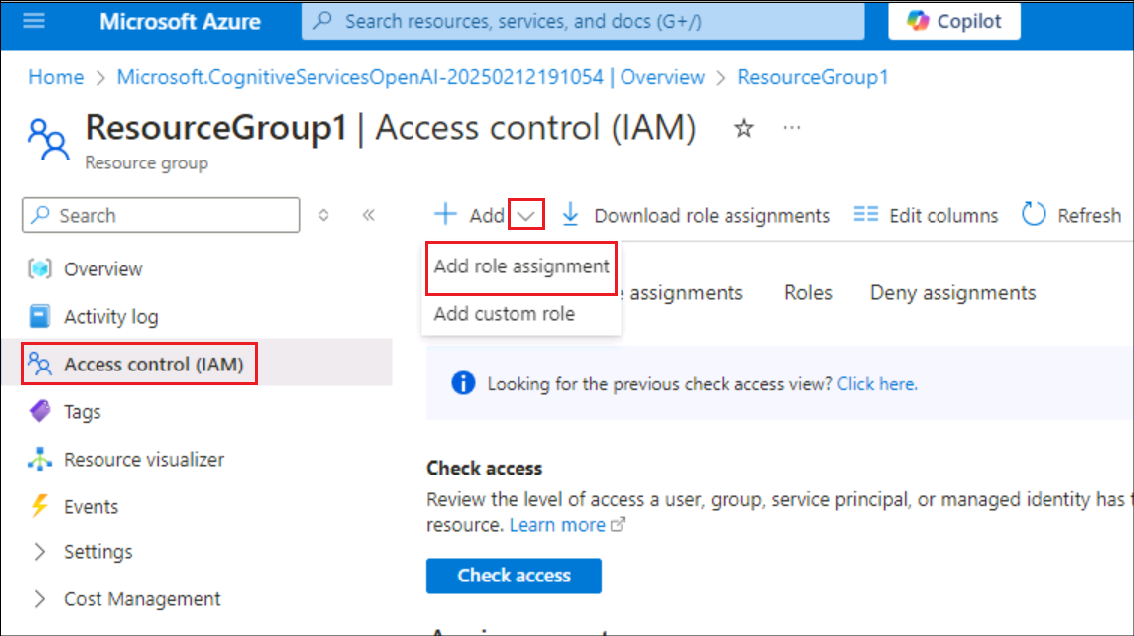 Microsoft Azure
Search resources, services, and docs (G+/)
Copilot
Home > Microsoft.CognitiveServicesOpenAI-20250212191054 | Overview > ResourceGroup1
ResourceGroup1 | Access control (IAM)
Resource group
Search
Add
Download role assignments
Edit columns
Refresh
Add role assignment
Add custom role
assignments
Roles
Deny assignments
Overview
Activity log
Access control (IAM)
Tags
Resource visualizer
Events
Settings
Cost Management
Looking for the previous check access view? Click here.
Check access
Review the level of access a user, group, service principal, or managed identity has
resource. Learn more
Check access